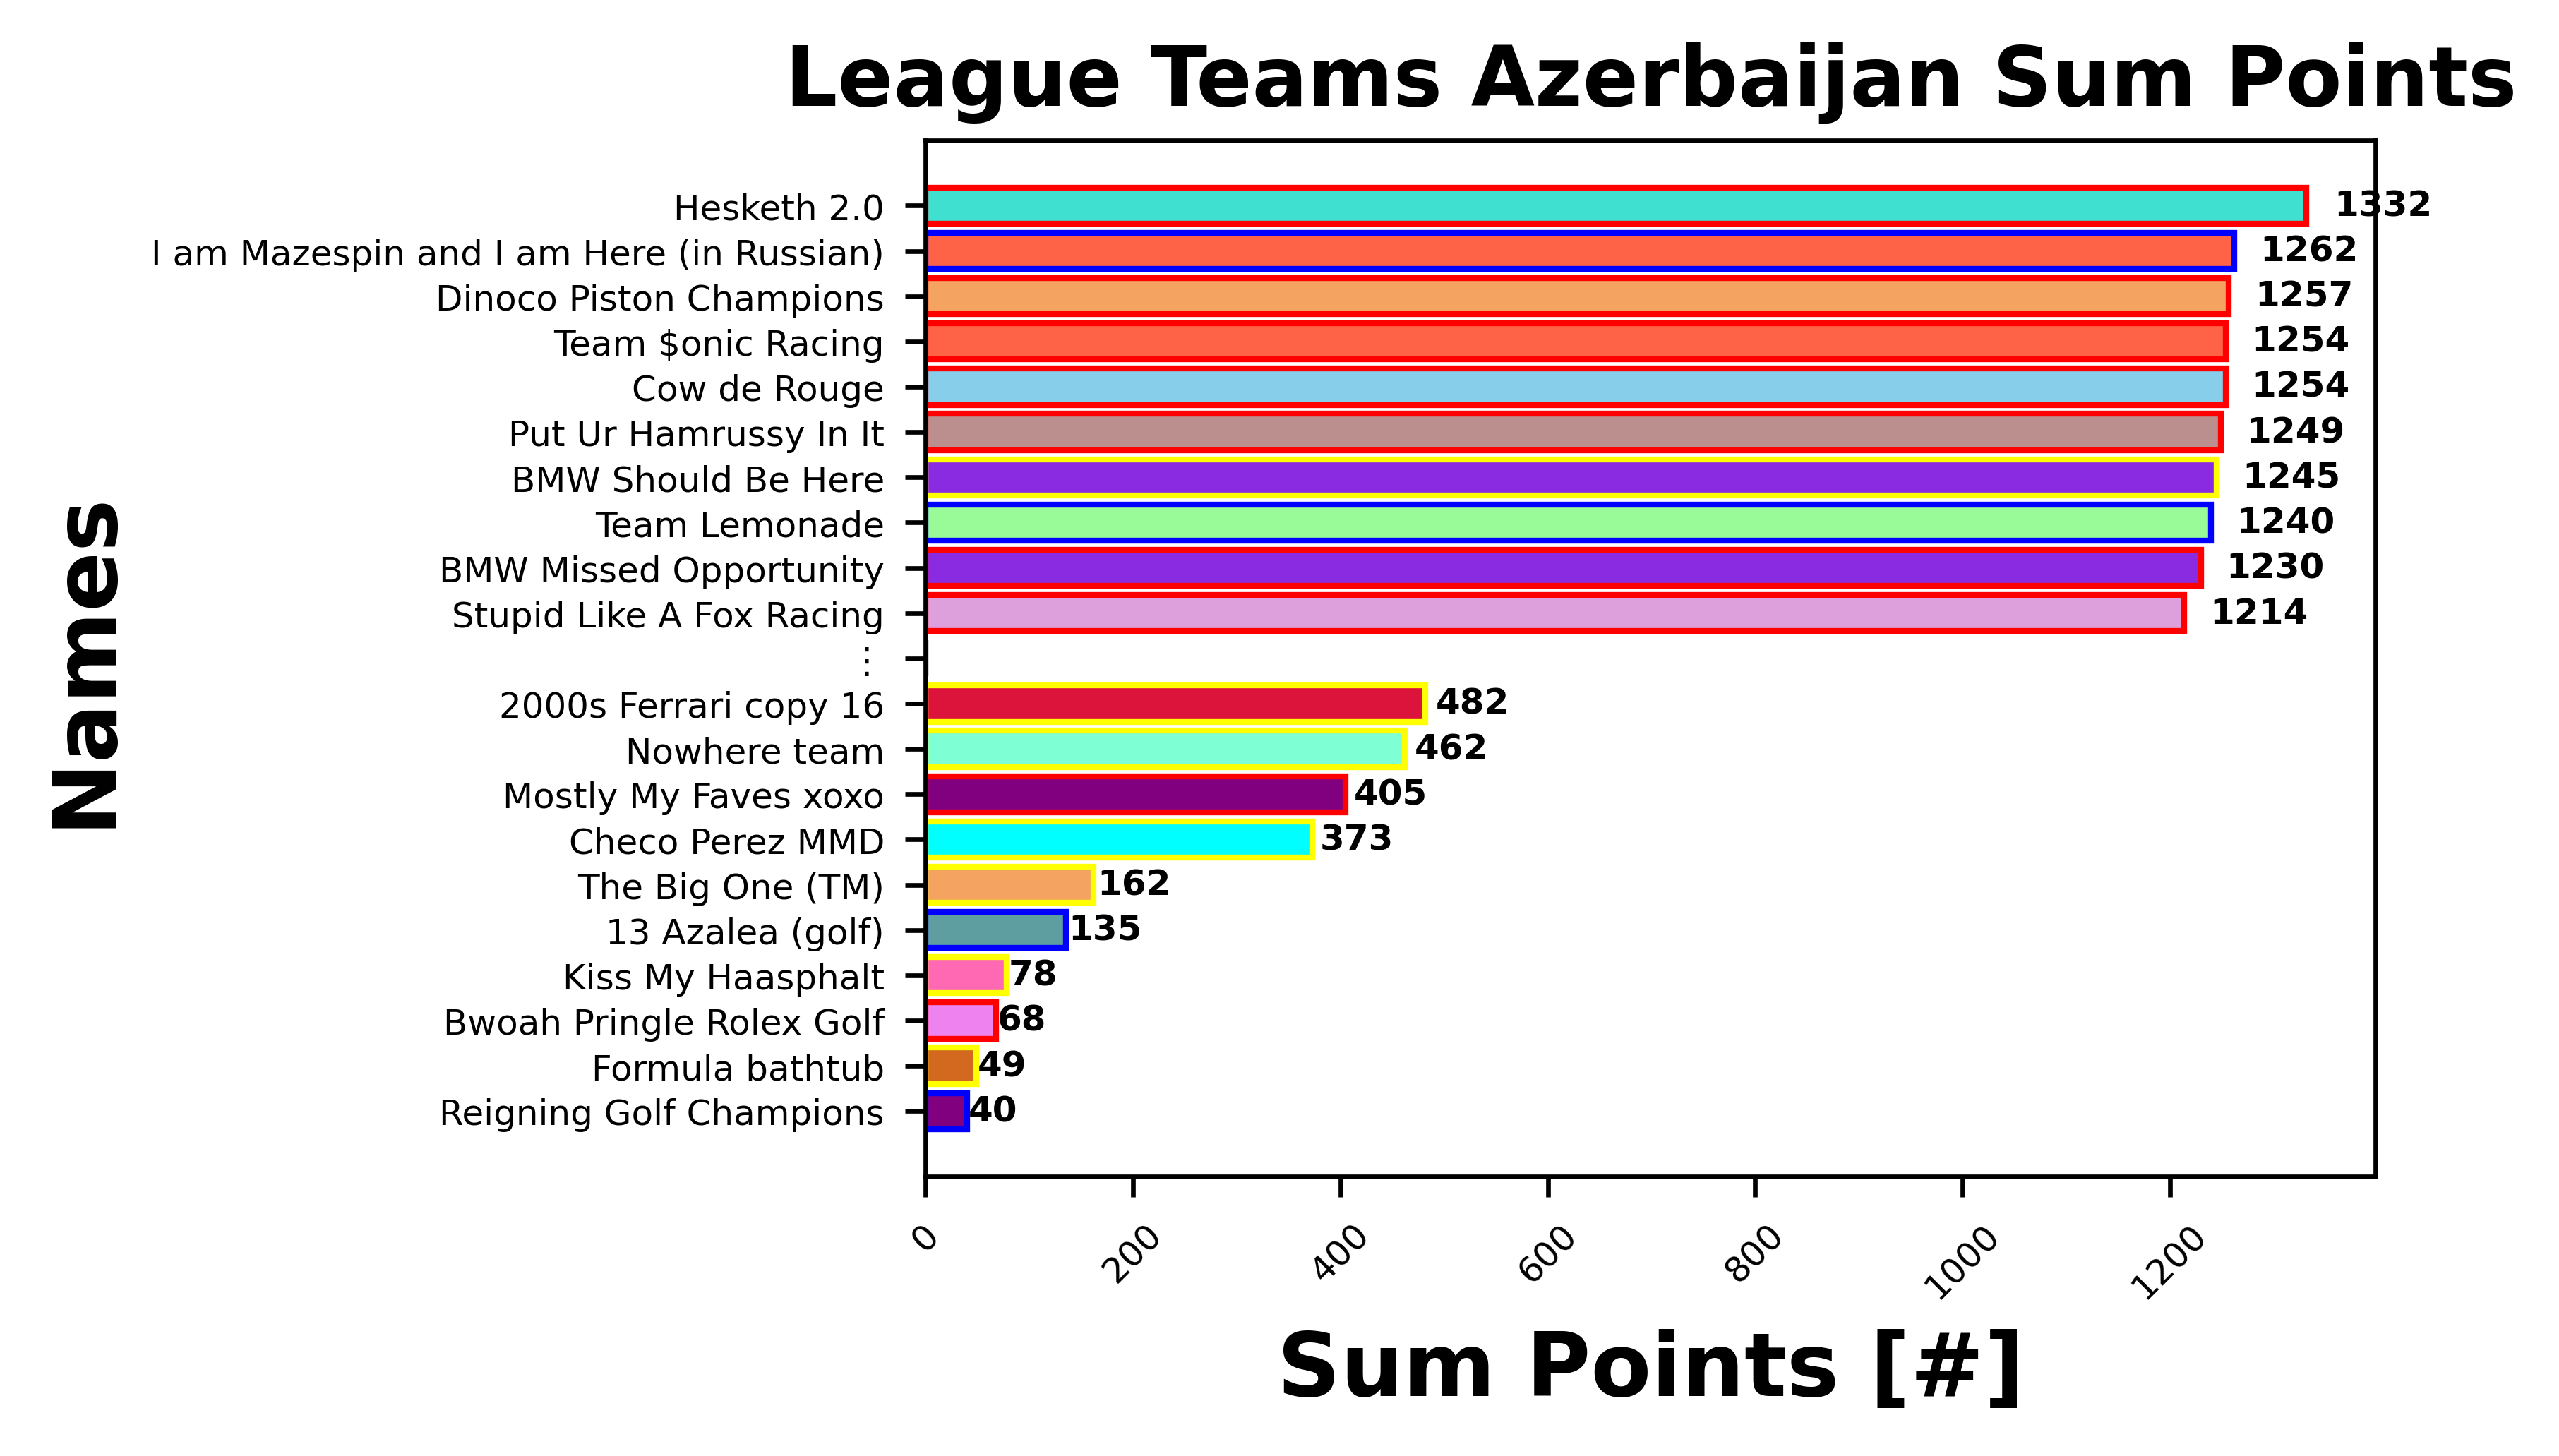 League Teams Azerbaijan Sum Points
Names
Hesketh 2.0 1332
I am Mazespin and I am Here (in Russian) 1262
Dinoco Piston Champions 1257
Team $onic Racing 1254
Cow de Rouge 1254
Put Ur Hamrussy In It 1249
BMW Should Be Here 1245
Team Lemonade 1240
BMW Missed Opportunity 1230
Stupid Like A Fox Racing 1214
⋮
2000s Ferrari copy 16 482
Nowhere team 462
Mostly My Faves xoxo 405
Checo Perez MMD 373
The Big One (TM) 162
13 Azalea (golf) 135
Kiss My Haasphalt 78
Bwoah Pringle Rolex Golf 68
Formula bathtub 49
Reigning Golf Champions 40
0 200 400 600 800 1000 1200
Sum Points [#]